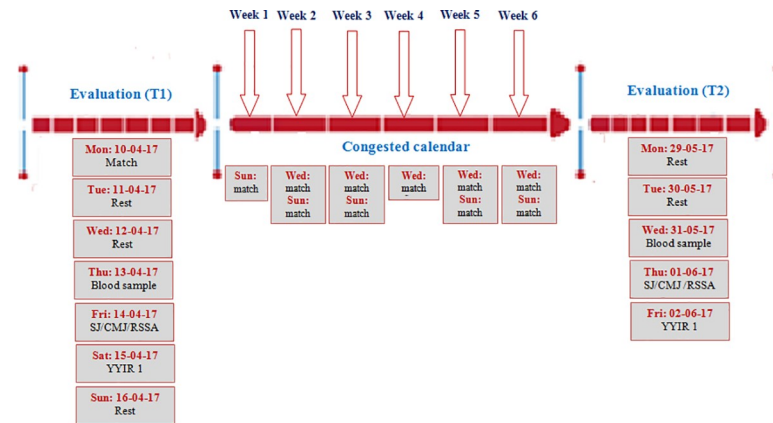 Week 1 Week 2 Week 3 Week 4 Week 5 Week 6
Evaluation (T1)
Evaluation (T2)
Congested calendar
Mon: 10-04-17
Match
Tue: 11-04-17
Rest
Wed: 12-04-17
Rest
Thu: 13-04-17
Blood sample
Fri: 14-04-17
SJ/CMJ/RSSA
Sat: 15-04-17
YYIR 1
Sun: 16-04-17
Rest
Sun:
match
Wed:
match
Sun:
match
Wed:
match
Sun:
match
Wed:
match
Wed:
match
Sun:
match
Wed:
match
Sun:
match
Mon: 29-05-17
Rest
Tue: 30-05-17
Rest
Wed: 31-05-17
Blood sample
Thu: 01-06-17
SJ/CMJ/RSSA
Fri: 02-06-17
YYIR 1